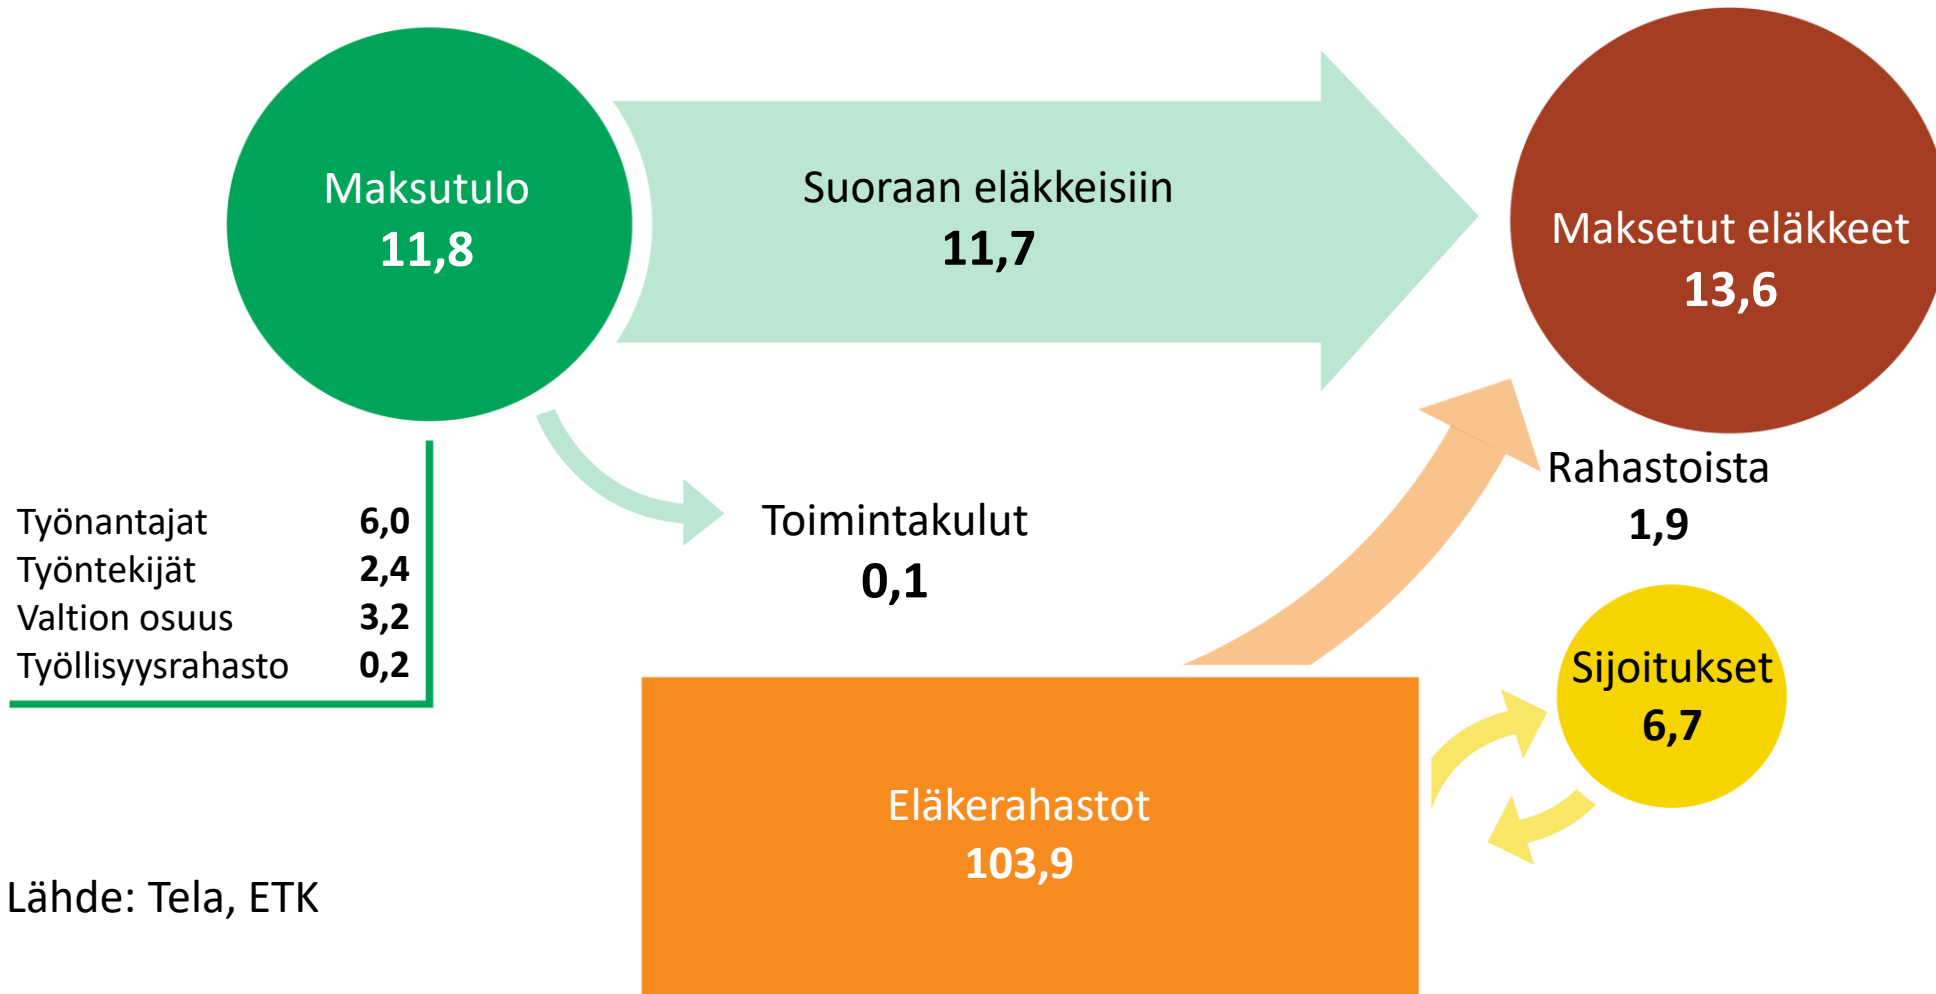 Maksutulo
11,8
Suoraan eläkkeisiin
11,7
Maksetut eläkkeet
13,6
Työnantajat 6,0
Työntekijät 2,4
Valtion osuus 3,2
Työllisyysrahasto 0,2
Toimintakulut
0,1
Rahastoista
1,9
Sijoitukset
6,7
Eläkerahastot
103,9
Lähde: Tela, ETK